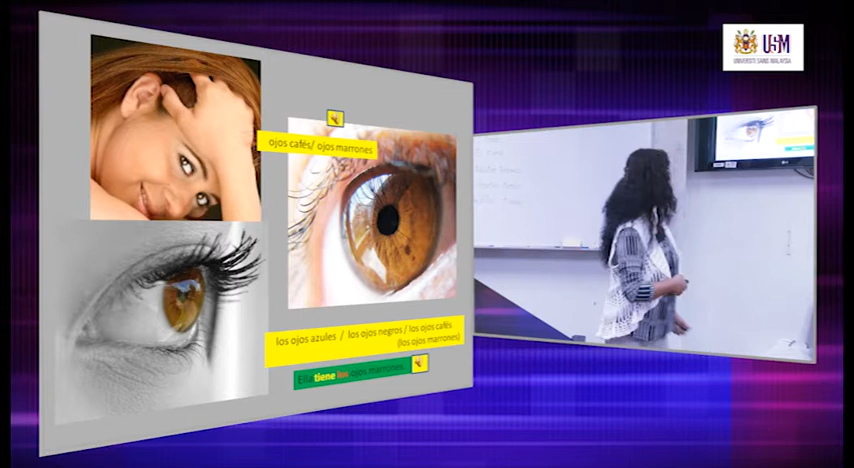 USM
UNIVERSITI SAINS MALAYSIA
ojos cafés/ ojos marrones
los ojos azules / los ojos negros / los ojos cafés
(los ojos marrones)
Ella tiene los ojos marrones.
LG